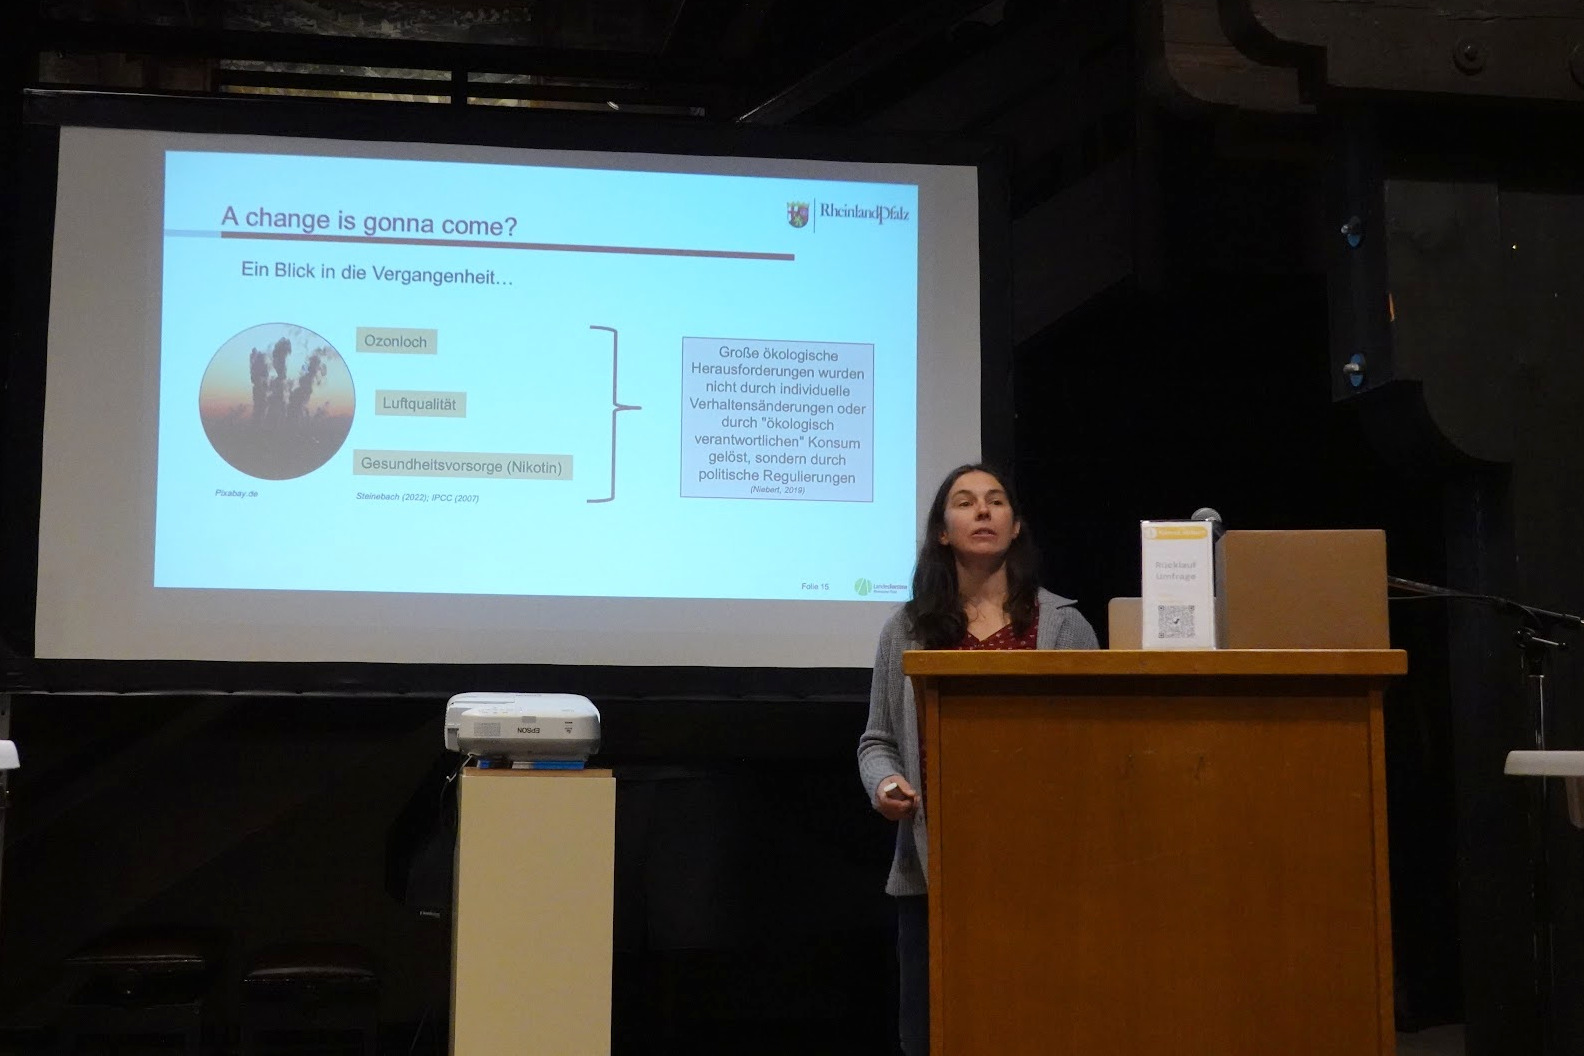 A change is gonna come?
RheinlandPfalz
Ein Blick in die Vergangenheit...
Ozonloch
Luftqualität
Gesundheitsvorsorge (Nikotin)
Pixabay.de
Steinebach (2022); IPCC (2007)
Große ökologische
Herausforderungen wurden
nicht durch individuelle
Verhaltensänderungen oder
durch "ökologisch
verantwortlichen" Konsum
gelöst, sondern durch
politische Regulierungen
(Niebert, 2019)
Folie 15
Rücklauf
Umfrage
EPSON